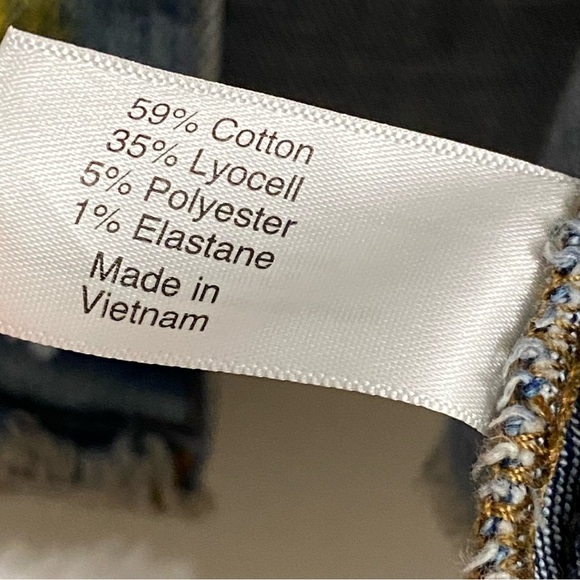 59% Cotton
35% Lyocell
5% Polyester
1% Elastane
Made in
Vietnam